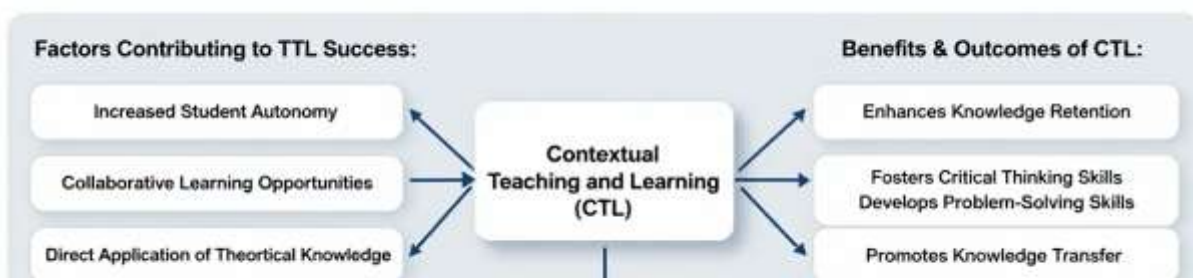 Factors Contributing to TTL Success:
Increased Student Autonomy
Collaborative Learning Opportunities
Direct Application of Theortical Knowledge
Contextual
Teaching and Learning
(CTL)
Benefits & Outcomes of CTL:
Enhances Knowledge Retention
Fosters Critical Thinking Skills
Develops Problem-Solving Skills
Promotes Knowledge Transfer